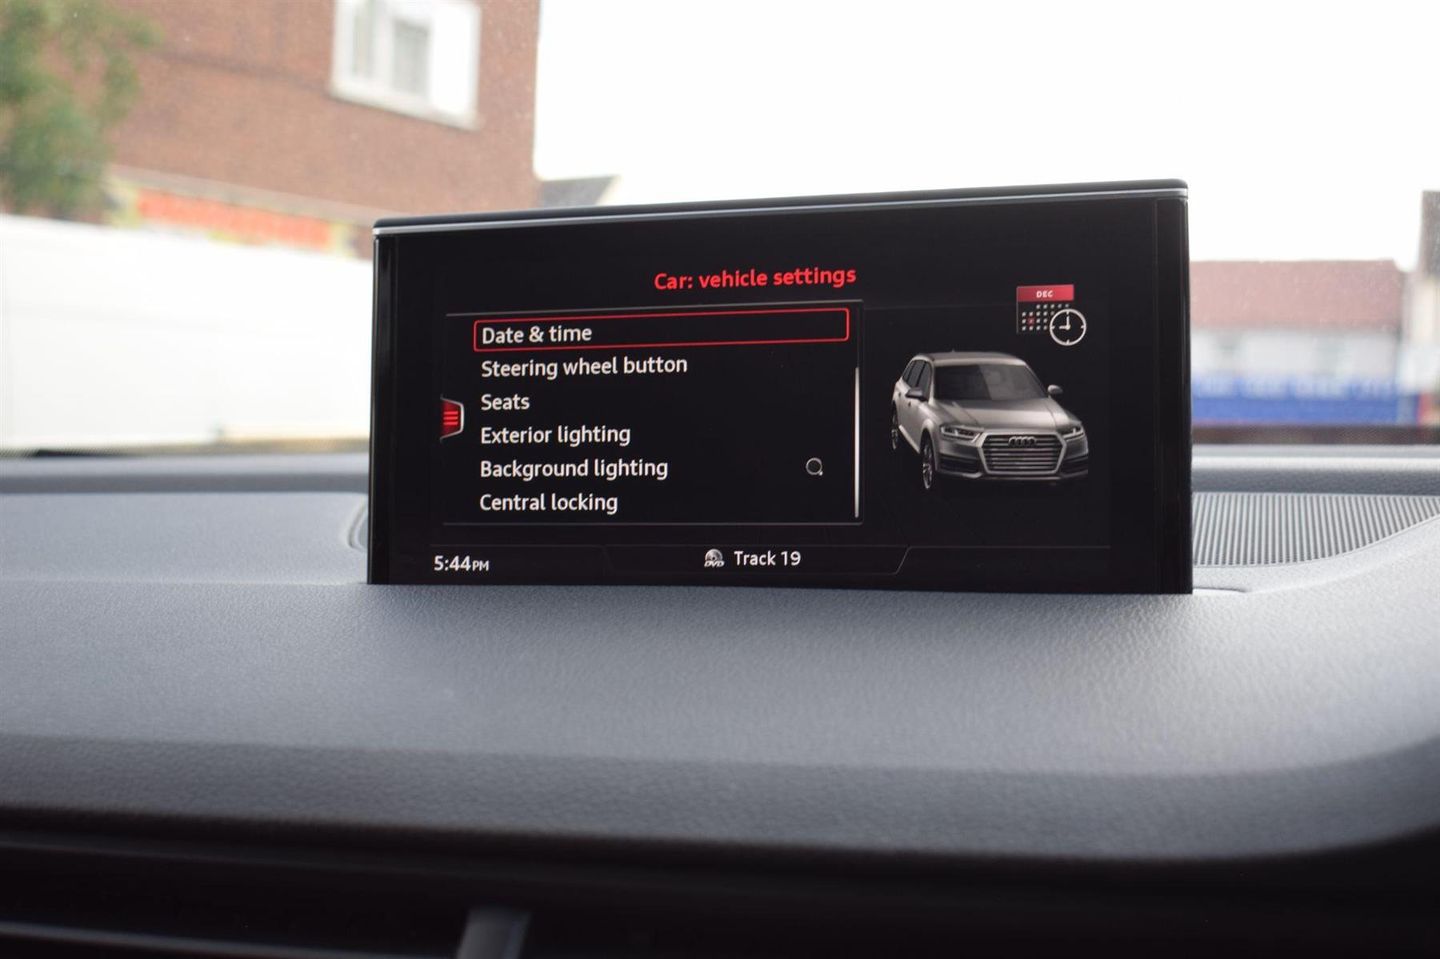 Car: vehicle settings
DEC
Date & time
Steering wheel button
Seats
Exterior lighting
Background lighting
Central locking
5:44PM
DVD
Track 19